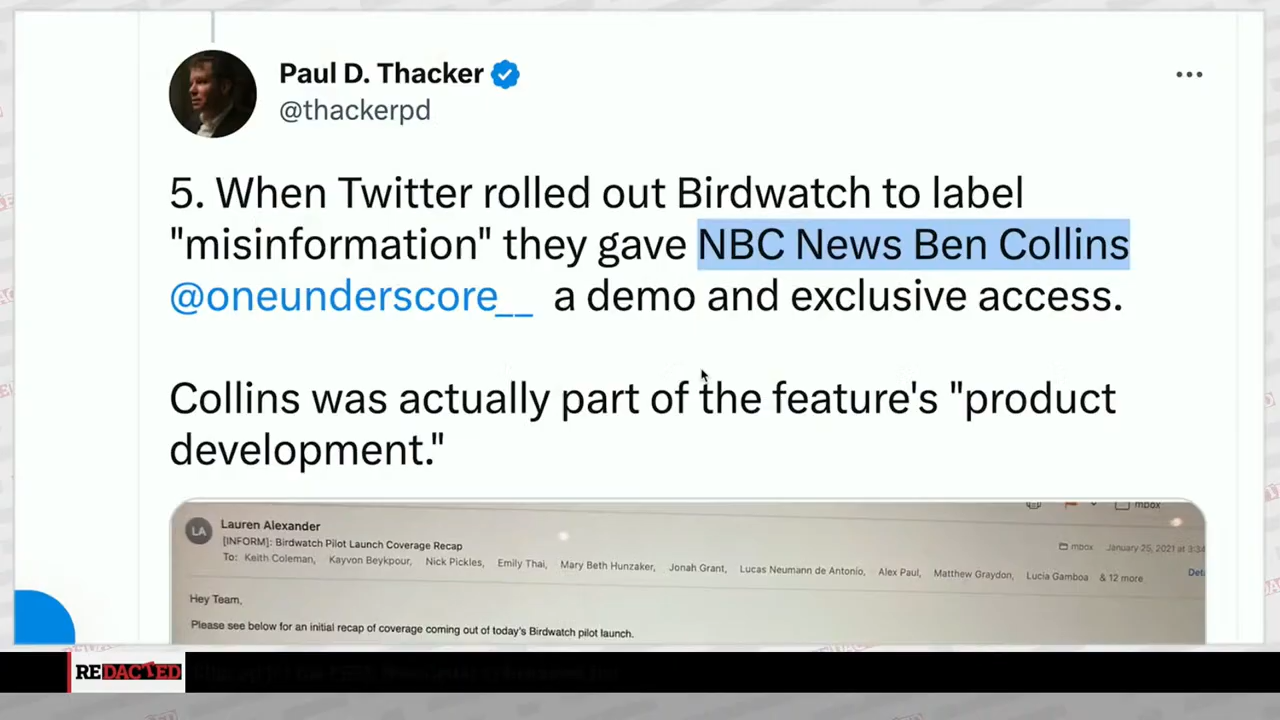 Paul D. Thacker
@thackerpd
5. When Twitter rolled out Birdwatch to label
"misinformation" they gave NBC News Ben Collins
@oneunderscore__ a demo and exclusive access.
Collins was actually part of the feature's "product
development."
mbox
LA Lauren Alexander
[INFORM]: Birdwatch Pilot Launch Coverage Recap
mbox January 25, 2021 at 3:34
To: Keith Coleman, Kayvon Beykpour, Nick Pickles, Emily Thai, Mary Beth Hunzaker, Jonah Grant, Lucas Neumann de Antonio, Alex Paul, Matthew Graydon, Lucia Gamboa & 12 more
Hey Team,
Please see below for an initial recap of coverage coming out of today's Birdwatch pilot launch.
REDACTED